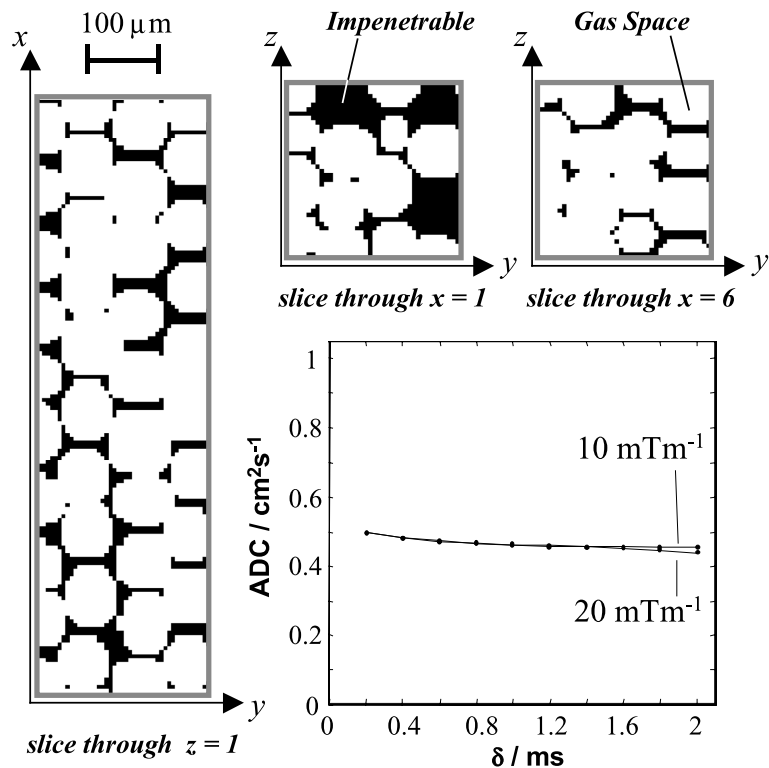 100 μm
x
y
slice through z = 1
Impenetrable
z
y
slice through x = 1
Gas Space
z
y
slice through x = 6
ADC / cm²s⁻¹
1
0.8
0.6
0.4
0.2
0
10 mTm⁻¹
20 mTm⁻¹
0 0.4 0.8 1.2 1.6 2
δ / ms